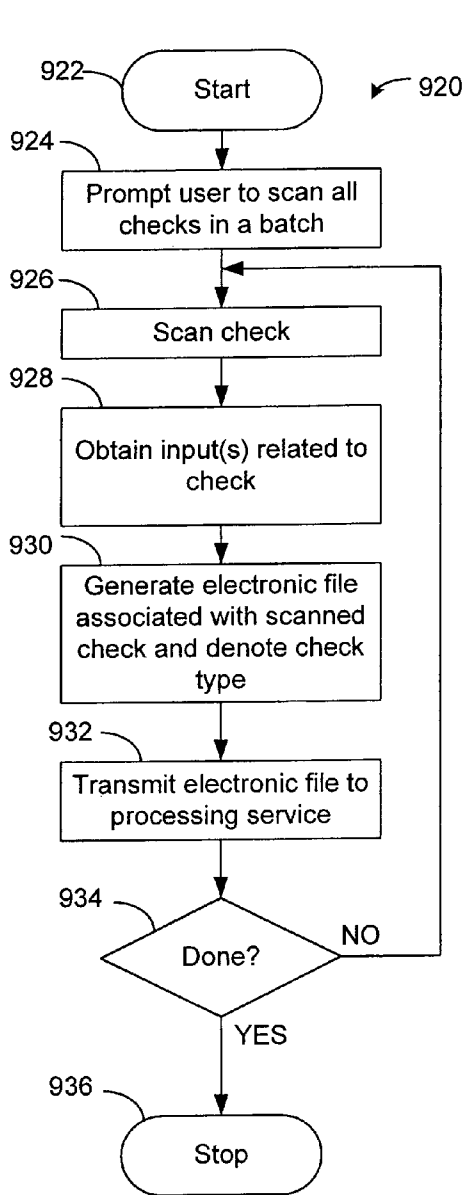 922
Start
920
924
Prompt user to scan all
checks in a batch
926
Scan check
928
Obtain input(s) related to
check
930
Generate electronic file
associated with scanned
check and denote check
type
932
Transmit electronic file to
processing service
934
Done?
NO
YES
936
Stop